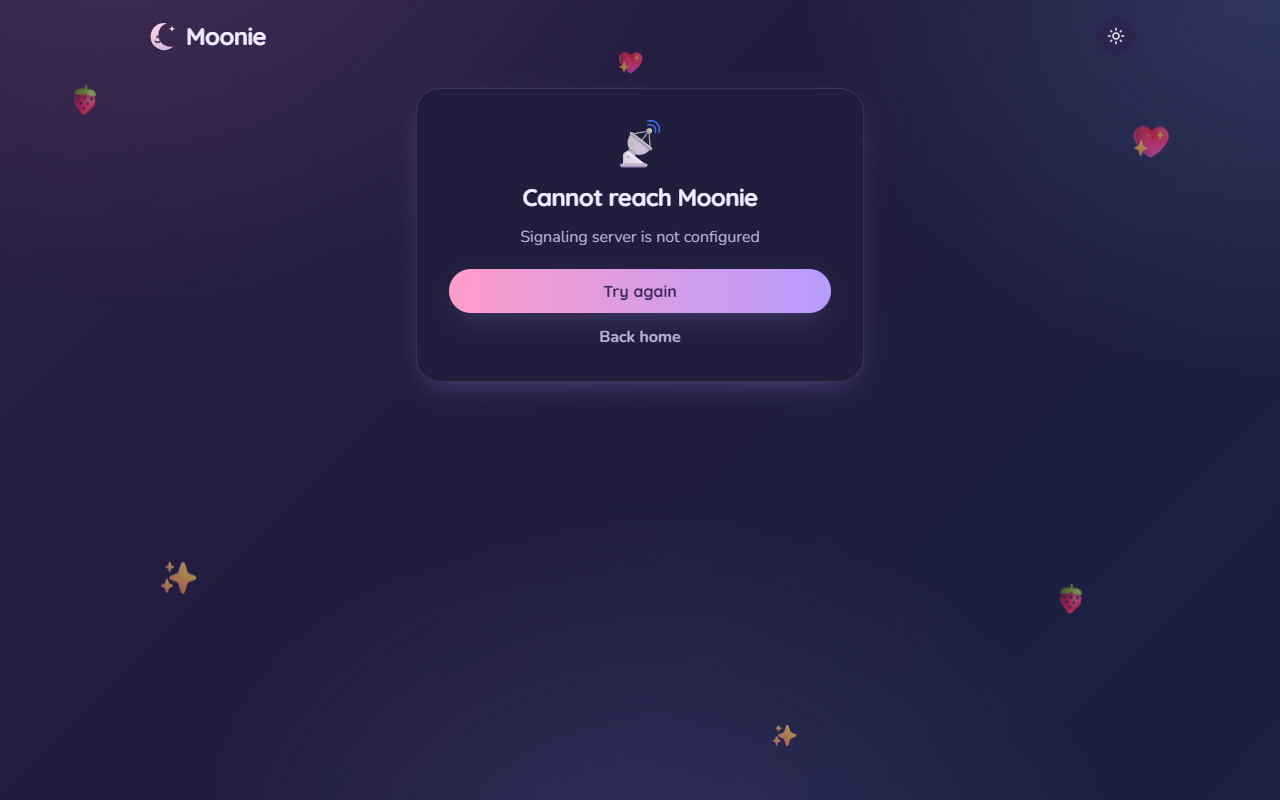 Moonie
Cannot reach Moonie
Signaling server is not configured
Try again
Back home